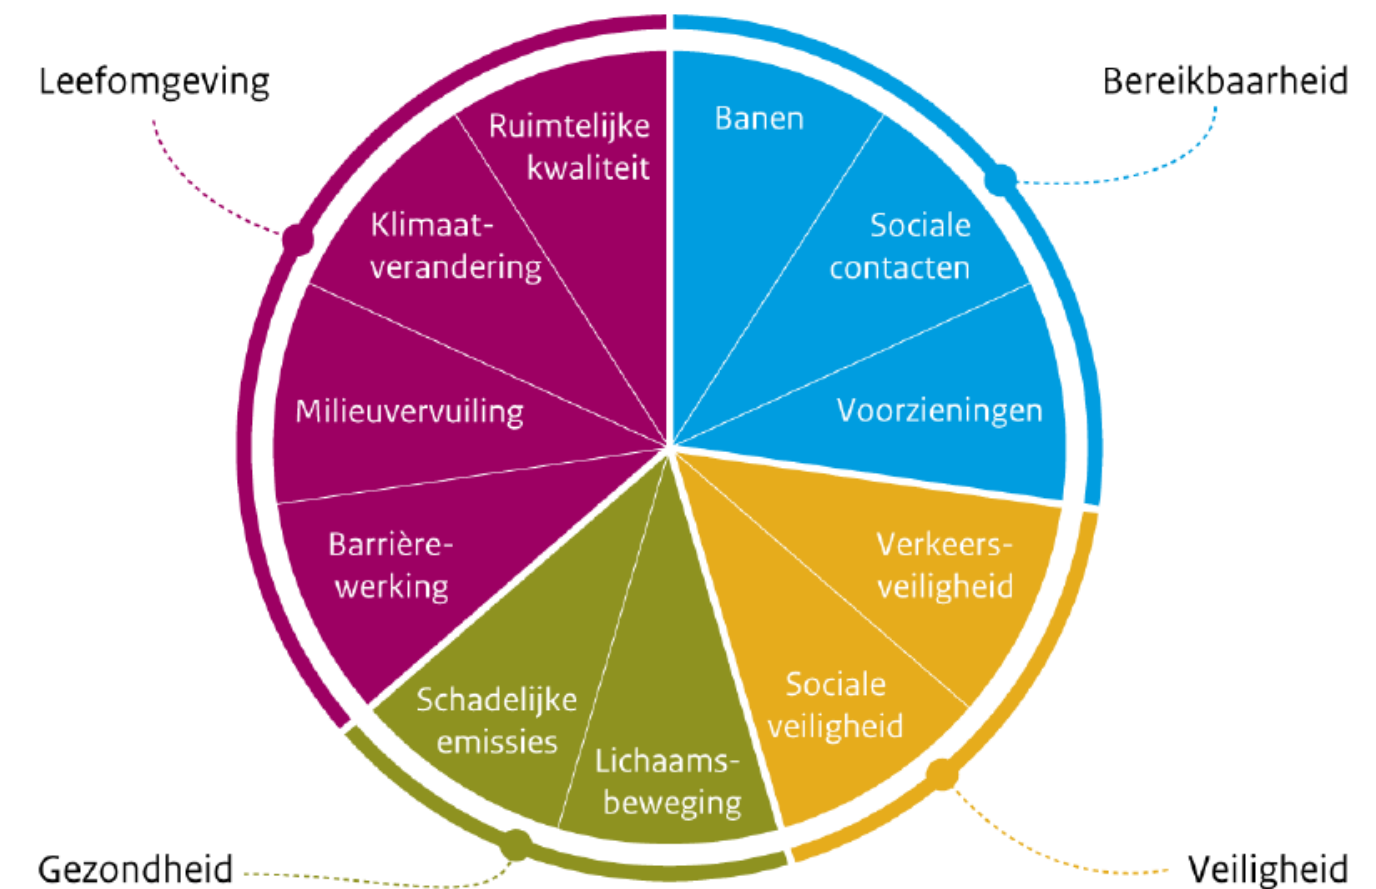 Leefomgeving
Bereikbaarheid
Ruimtelijke
kwaliteit
Banen
Klimaat-
verandering
Sociale
contacten
Milieuvervuiling
Voorzieningen
Barrière-
werking
Verkeers-
veiligheid
Schadelijke
emissies
Lichaams-
beweging
Sociale
veiligheid
Gezondheid
Veiligheid